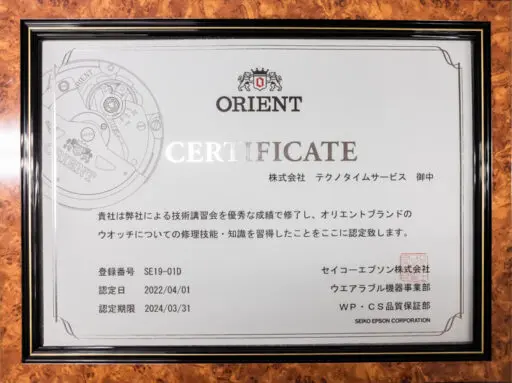 ORIENT
ORIENT
CERTIFICATE
株式会社 テクノタイムサービス 御中
貴社は弊社による技術講習会を優秀な成績で修了し、オリエントブランドの
ウオッチについての修理技能・知識を習得したことをここに認定致します。
登録番号 SE19-01D
認定日 2022/04/01
認定期限 2024/03/31
セイコーエプソン株式会社
ウエアラブル機器事業部
WP・CS品質保証部
SEIKO EPSON CORPORATION